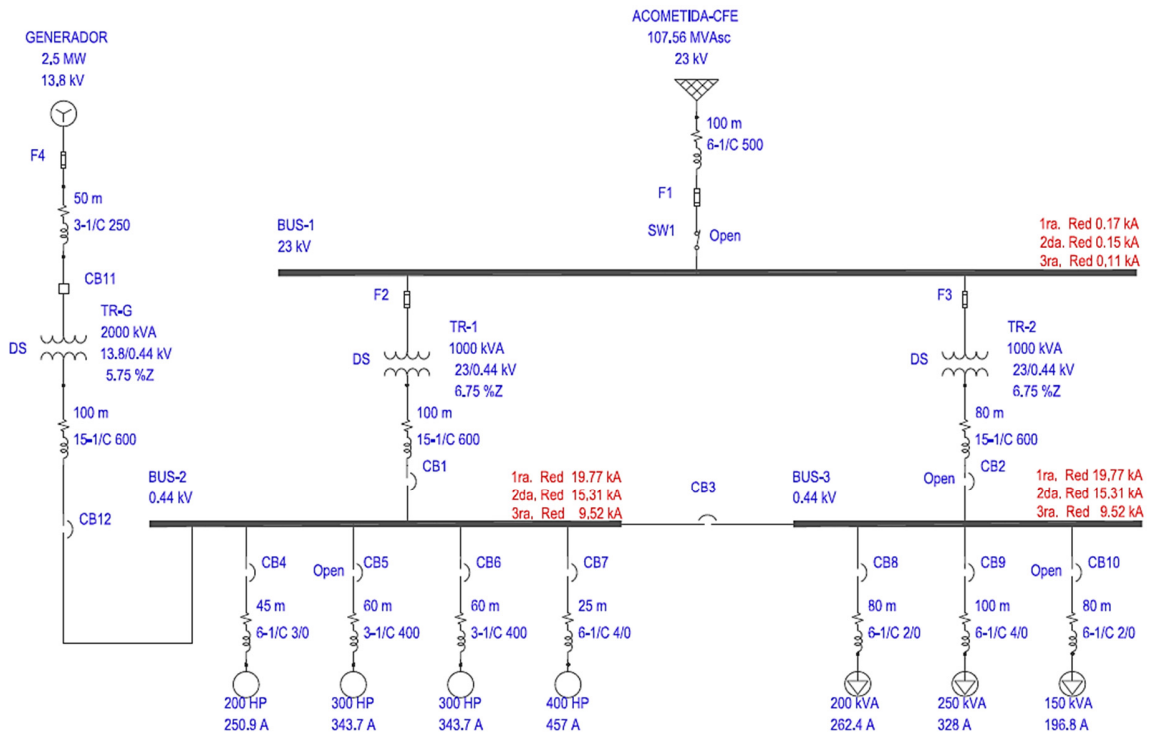 GENERADOR
2.5 MW
13.8 kV
F4
50 m
3-1/C 250
CB11
TR-G
2000 kVA
13.8/0.44 kV
5.75 %Z
DS
100 m
15-1/C 600
CB12
ACOMETIDA-CFE
107.56 MVAsc
23 kV
100 m
6-1/C 500
F1
SW1
Open
BUS-1
23 kV
1ra. Red 0.17 kA
2da. Red 0.15 kA
3ra. Red 0.11 kA
F2
TR-1
1000 kVA
23/0.44 kV
6.75 %Z
DS
100 m
15-1/C 600
CB1
F3
TR-2
1000 kVA
23/0.44 kV
6.75 %Z
DS
80 m
15-1/C 600
CB2
Open
BUS-2
0.44 kV
1ra. Red 19.77 kA
2da. Red 15.31 kA
3ra. Red 9.52 kA
CB3
BUS-3
0.44 kV
1ra. Red 19.77 kA
2da. Red 15.31 kA
3ra. Red 9.52 kA
CB4
45 m
6-1/C 3/0
200 HP
250.9 A
Open
CB5
60 m
3-1/C 400
300 HP
343.7 A
CB6
60 m
3-1/C 400
300 HP
343.7 A
CB7
25 m
6-1/C 4/0
400 HP
457 A
CB8
80 m
6-1/C 2/0
200 kVA
262.4 A
CB9
100 m
6-1/C 4/0
250 kVA
328 A
Open
CB10
80 m
6-1/C 2/0
150 kVA
196.8 A